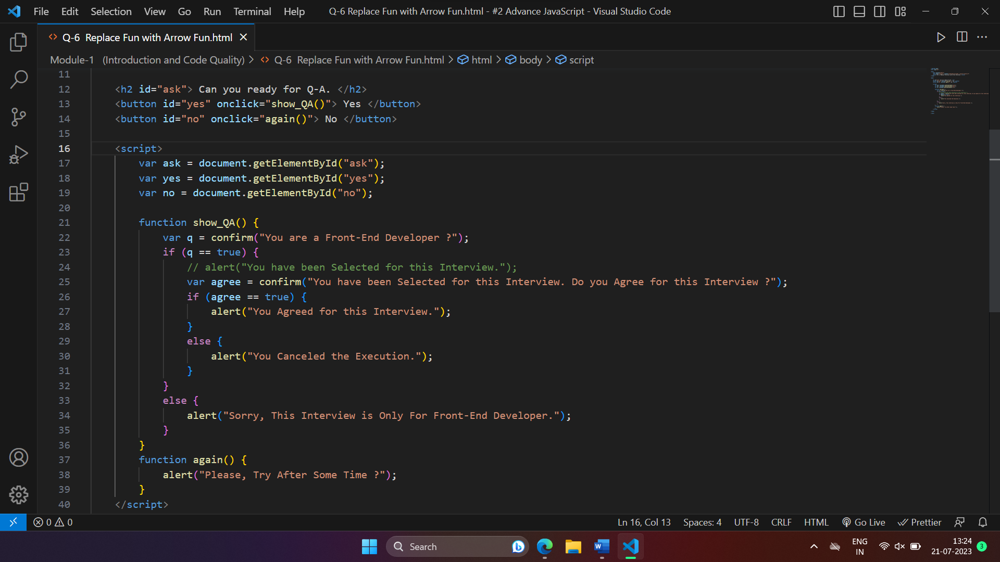 File Edit Selection View Go Run Terminal Help Q-6 Replace Fun with Arrow Fun.html - #2 Advance JavaScript - Visual Studio Code
Q-6 Replace Fun with Arrow Fun.html
Module-1 (Introduction and Code Quality) > Q-6 Replace Fun with Arrow Fun.html > html > body > script
11
12 <h2 id="ask"> Can you ready for Q-A. </h2>
13 <button id="yes" onclick="show_QA()"> Yes </button>
14 <button id="no" onclick="again()"> No </button>
15
16 <script>
17 var ask = document.getElementById("ask");
18 var yes = document.getElementById("yes");
19 var no = document.getElementById("no");
20
21 function show_QA() {
22 var q = confirm("You are a Front-End Developer ?");
23 if (q == true) {
24 // alert("You have been Selected for this Interview.");
25 var agree = confirm("You have been Selected for this Interview. Do you Agree for this Interview ?");
26 if (agree == true) {
27 alert("You Agreed for this Interview.");
28 }
29 else {
30 alert("You Canceled the Execution.");
31 }
32 }
33 else {
34 alert("Sorry, This Interview is Only For Front-End Developer.");
35 }
36 }
37 function again() {
38 alert("Please, Try After Some Time ?");
39 }
40 </script>
0 0 Ln 16, Col 13 Spaces: 4 UTF-8 CRLF HTML Go Live Prettier
Search
ENG
IN
13:24
21-07-2023
3